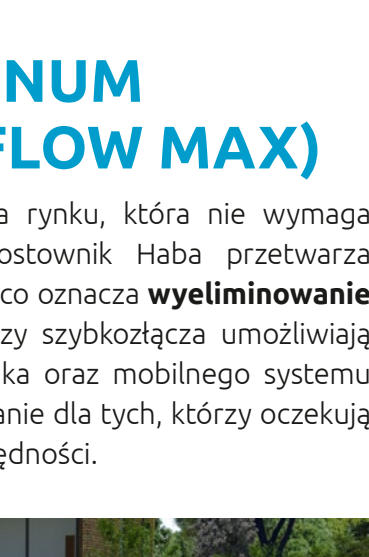 NUM
FLOW MAX)
a rynku, która nie wymaga
ostownik Haba przetwarza
co oznacza wyeliminowanie
zy szybkozłącza umożliwiają
ka oraz mobilnego systemu
anie dla tych, którzy oczekują
ędności.